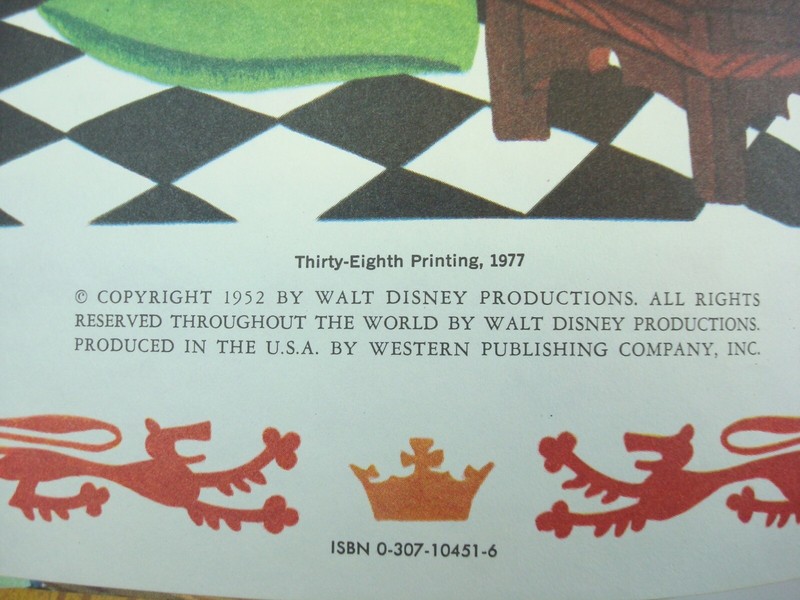 Thirty-Eighth Printing, 1977
© COPYRIGHT 1952 BY WALT DISNEY PRODUCTIONS. ALL RIGHTS
RESERVED THROUGHOUT THE WORLD BY WALT DISNEY PRODUCTIONS.
PRODUCED IN THE U.S.A. BY WESTERN PUBLISHING COMPANY, INC.
ISBN 0-307-10451-6